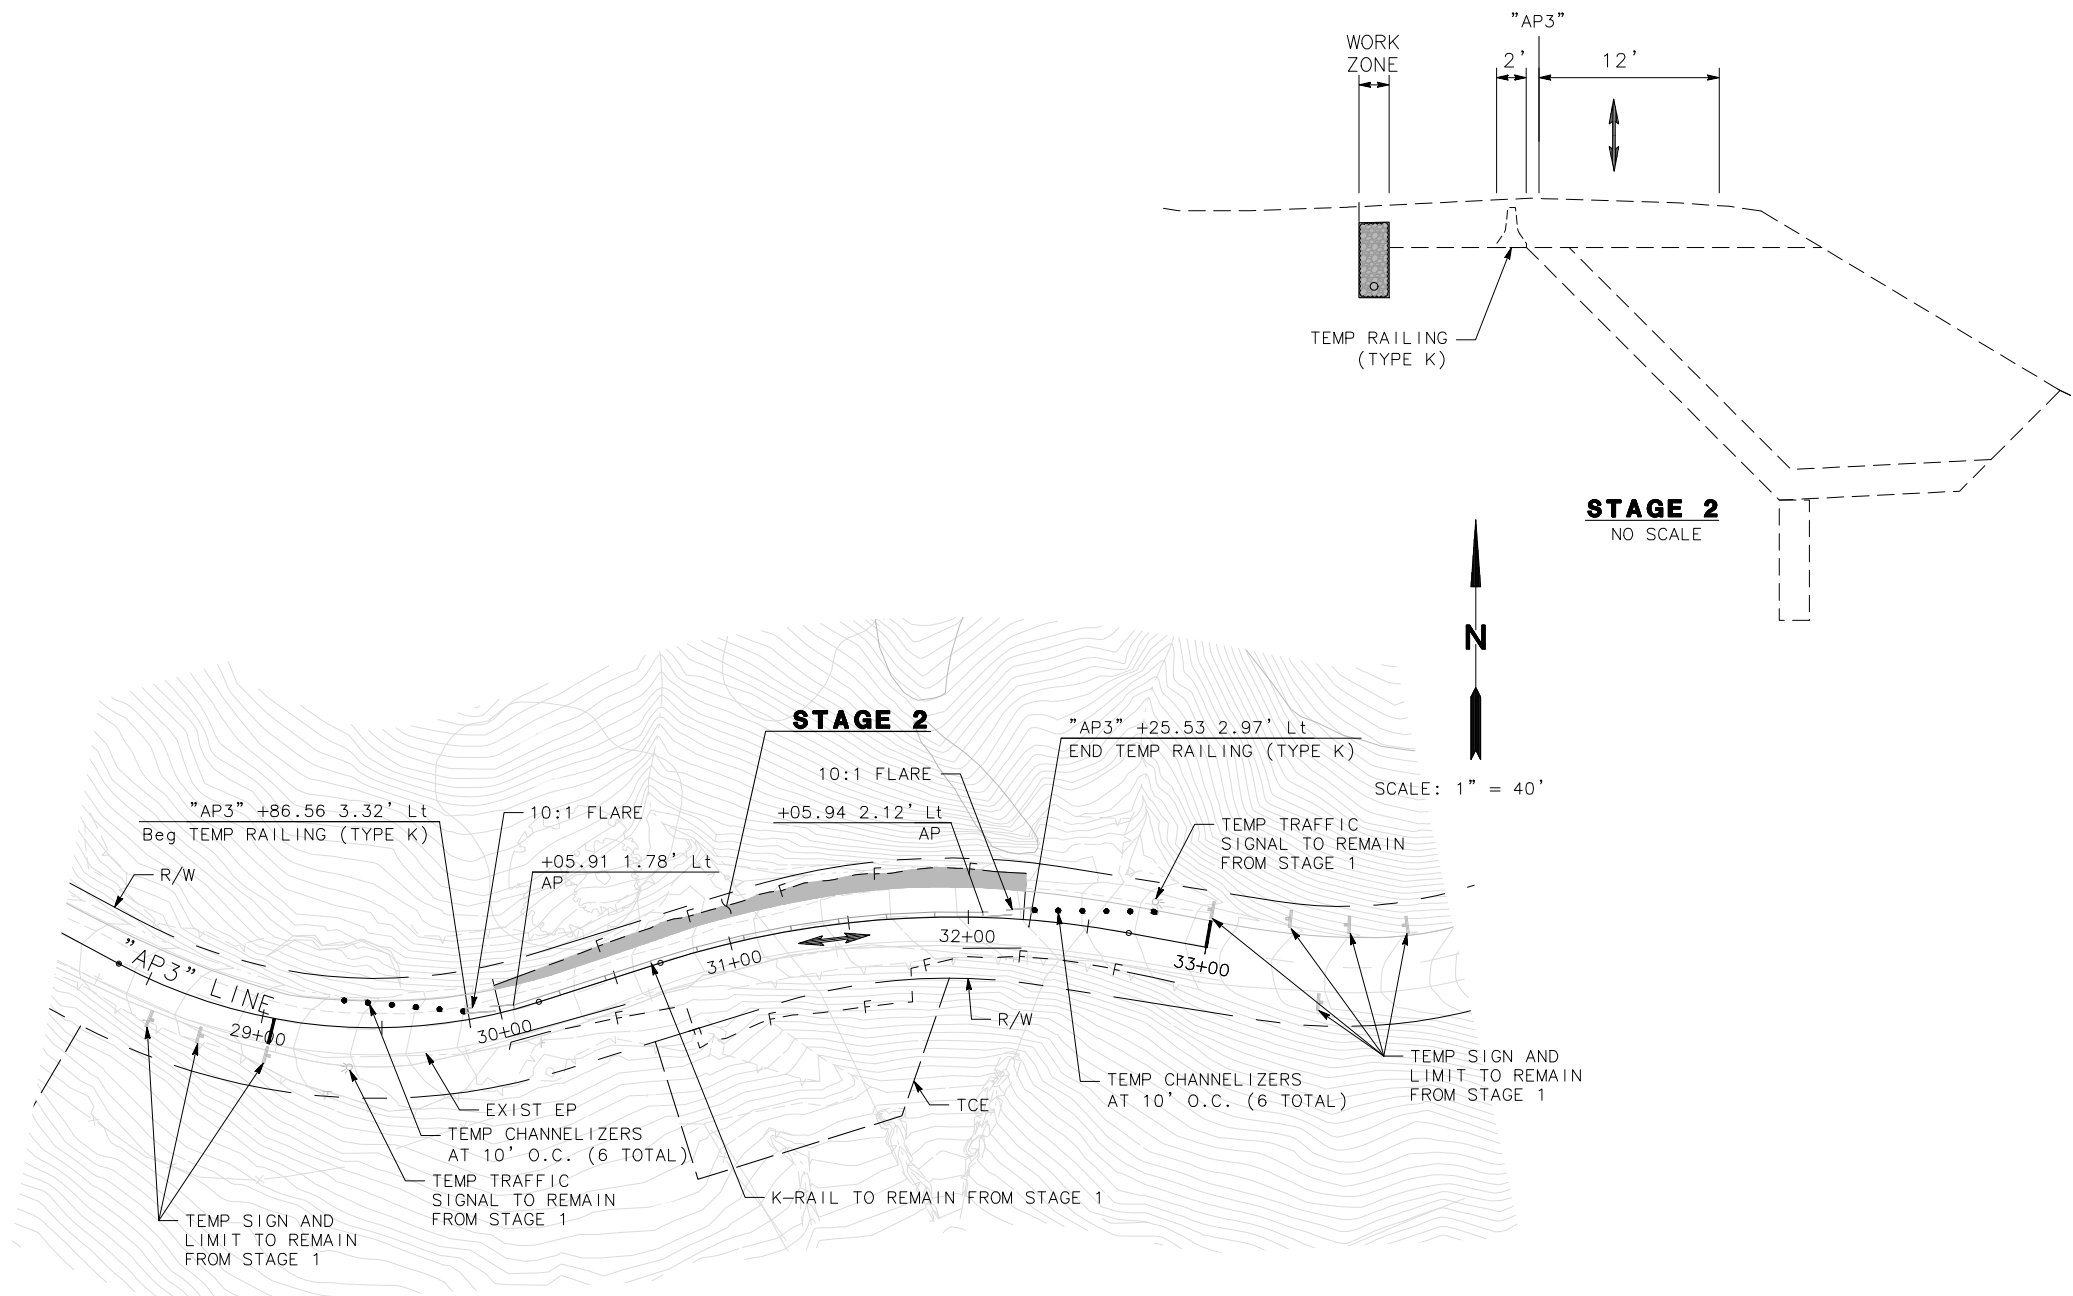 "AP3"
WORK
ZONE
2'
12'
TEMP RAILING
(TYPE K)
STAGE 2
NO SCALE
N
SCALE: 1" = 40'
STAGE 2
"AP3" +25.53 2.97' Lt
END TEMP RAILING (TYPE K)
10:1 FLARE
"AP3" +86.56 3.32' Lt
Beg TEMP RAILING (TYPE K)
10:1 FLARE
+05.94 2.12' Lt
AP
TEMP TRAFFIC
SIGNAL TO REMAIN
FROM STAGE 1
+05.91 1.78' Lt
AP
R/W
F
F
F
F
F
"AP3" LINE
29+00
30+00
31+00
32+00
33+00
F
F
F
F
F
F
R/W
TEMP SIGN AND
LIMIT TO REMAIN
FROM STAGE 1
TEMP CHANNELIZERS
AT 10' O.C. (6 TOTAL)
TCE
EXIST EP
TEMP CHANNELIZERS
AT 10' O.C. (6 TOTAL)
TEMP TRAFFIC
SIGNAL TO REMAIN
FROM STAGE 1
K-RAIL TO REMAIN FROM STAGE 1
TEMP SIGN AND
LIMIT TO REMAIN
FROM STAGE 1